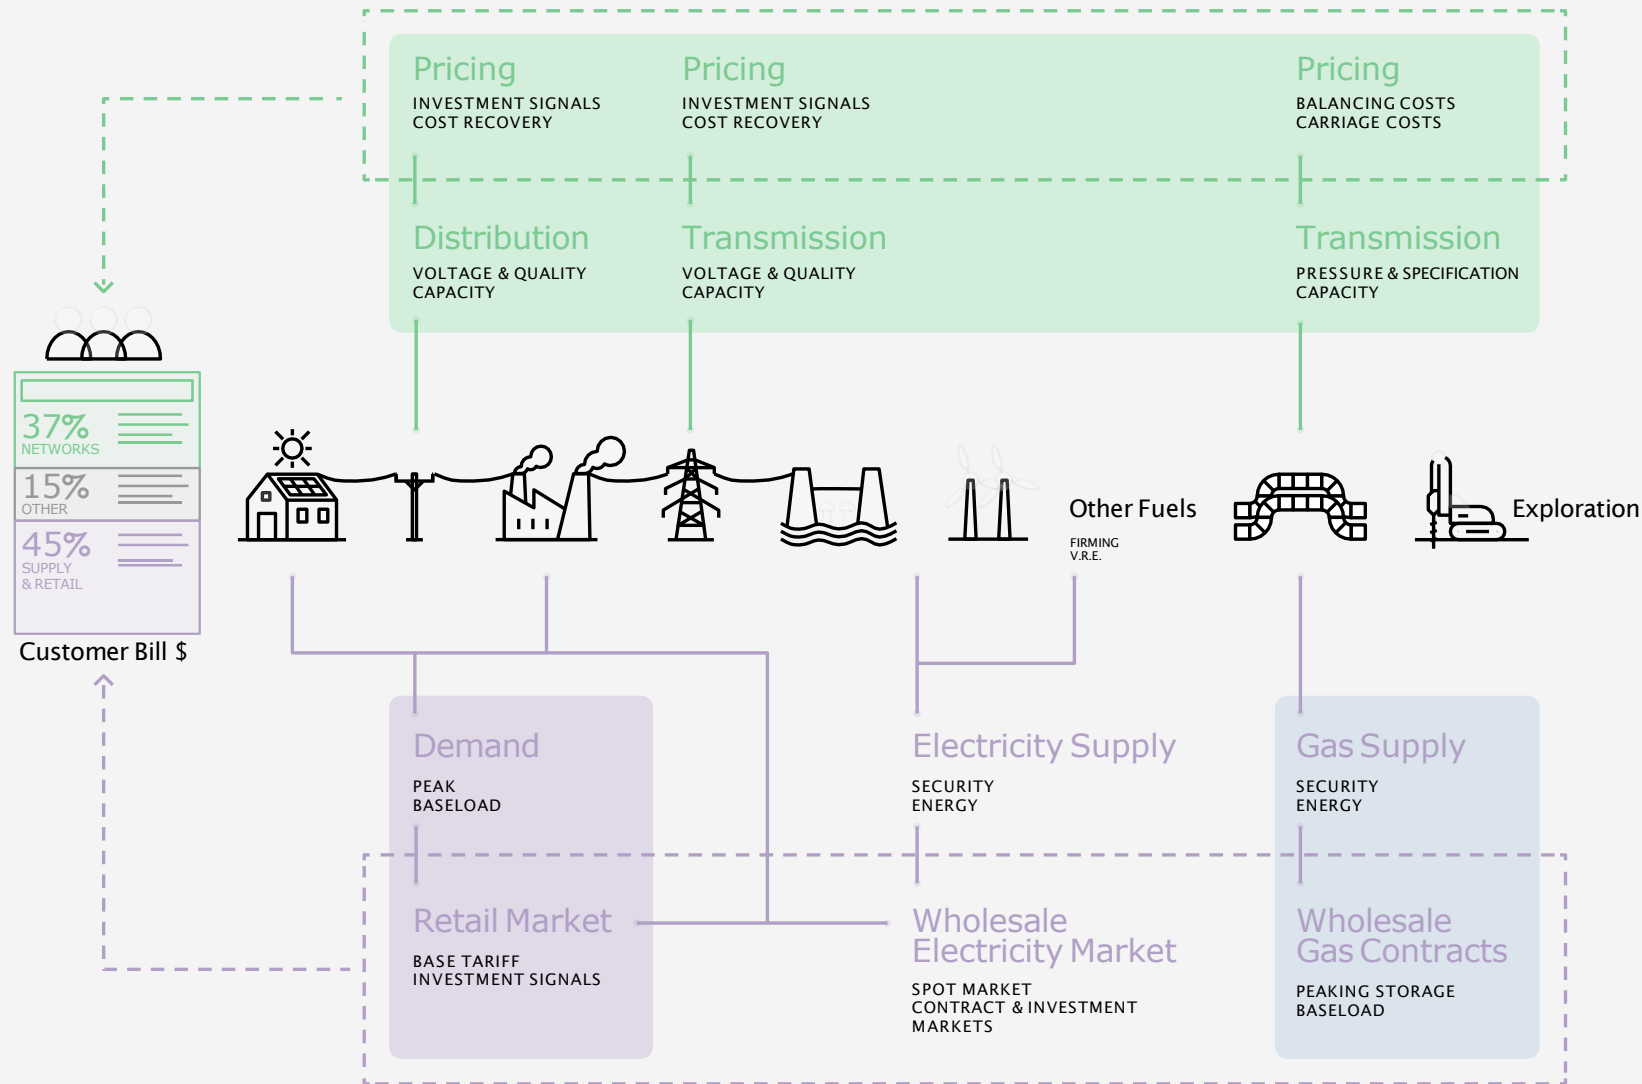 Pricing
INVESTMENT SIGNALS
COST RECOVERY
Pricing
INVESTMENT SIGNALS
COST RECOVERY
Pricing
BALANCING COSTS
CARRIAGE COSTS
Distribution
VOLTAGE & QUALITY
CAPACITY
Transmission
VOLTAGE & QUALITY
CAPACITY
Transmission
PRESSURE & SPECIFICATION
CAPACITY
37%
NETWORKS
15%
OTHER
45%
SUPPLY
& RETAIL
Customer Bill $
Other Fuels
FIRMING
V.R.E.
Exploration
Demand
PEAK
BASELOAD
Electricity Supply
SECURITY
ENERGY
Gas Supply
SECURITY
ENERGY
Retail Market
BASE TARIFF
INVESTMENT SIGNALS
Wholesale
Electricity Market
SPOT MARKET
CONTRACT & INVESTMENT
MARKETS
Wholesale
Gas Contracts
PEAKING STORAGE
BASELOAD